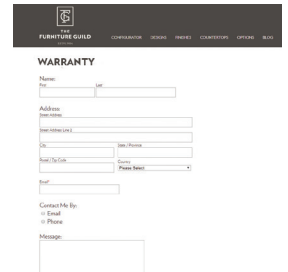 THE
FURNITURE GUILD
CONFIGURATOR DESIGNS FINISHES COUNTERTOPS OPTIONS BLOG
WARRANTY
Name:
First Last
Address:
Street Address
Street Address Line 2
City State / Province
Postal / Zip Code Country
Please Select
Email*
Contact Me By:
Email
Phone
Message: